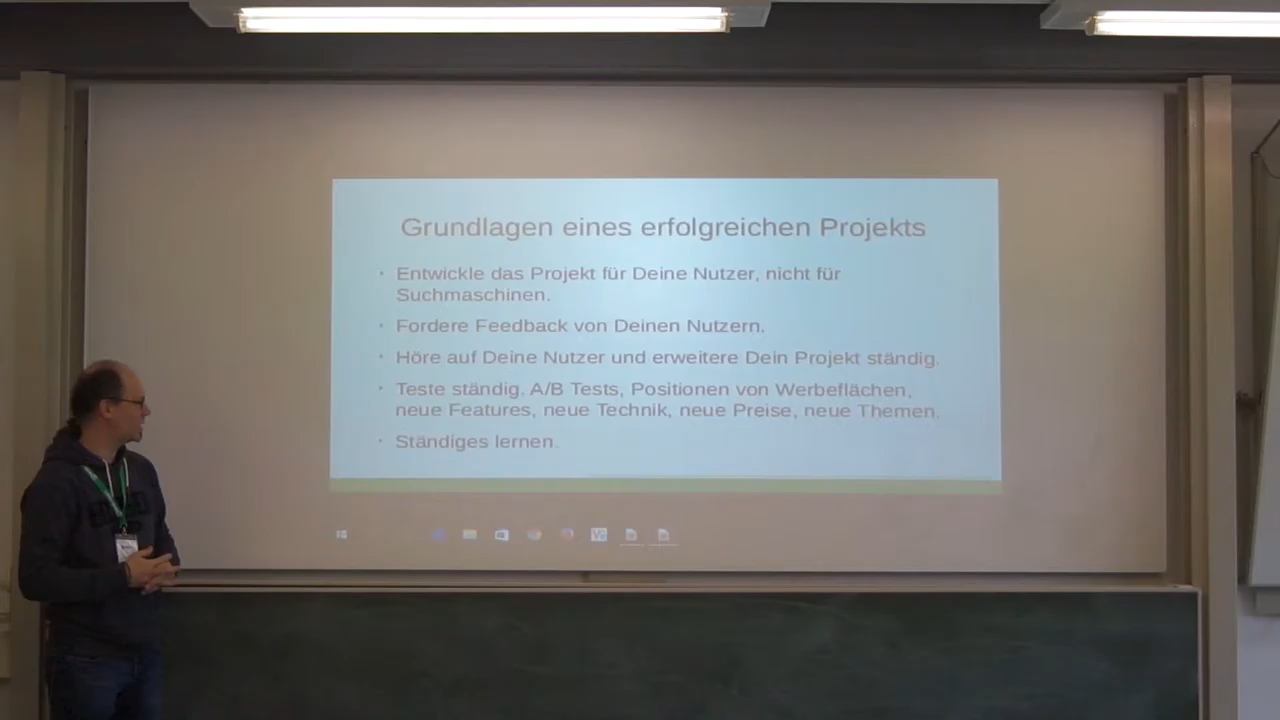 Grundlagen eines erfolgreichen Projekts
Entwickle das Projekt für Deine Nutzer, nicht für
Suchmaschinen.
Fordere Feedback von Deinen Nutzern.
Höre auf Deine Nutzer und erweitere Dein Projekt ständig.
Teste ständig. A/B Tests, Positionen von Werbeflächen,
neue Features, neue Technik, neue Preise, neue Themen.
Ständiges lernen.